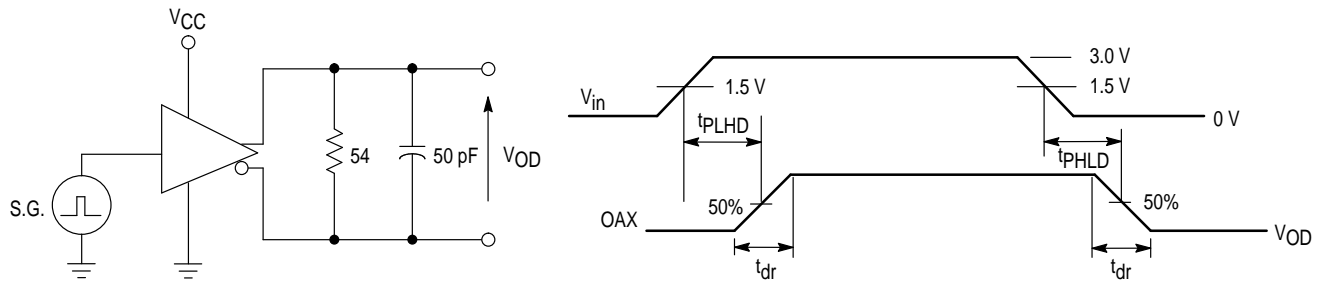 VCC
S.G.
54
50 pF
VOD
Vin
1.5 V
3.0 V
1.5 V
0 V
tPLHD
tPHLD
OAX
50%
50%
VOD
tdr
tdr